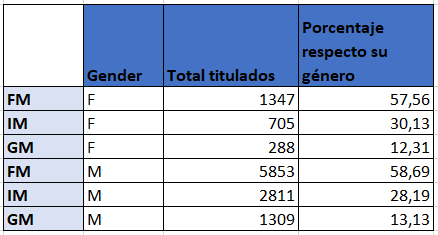 Gender Total titulados Porcentaje respecto su género
FM F 1347 57,56
IM F 705 30,13
GM F 288 12,31
FM M 5853 58,69
IM M 2811 28,19
GM M 1309 13,13